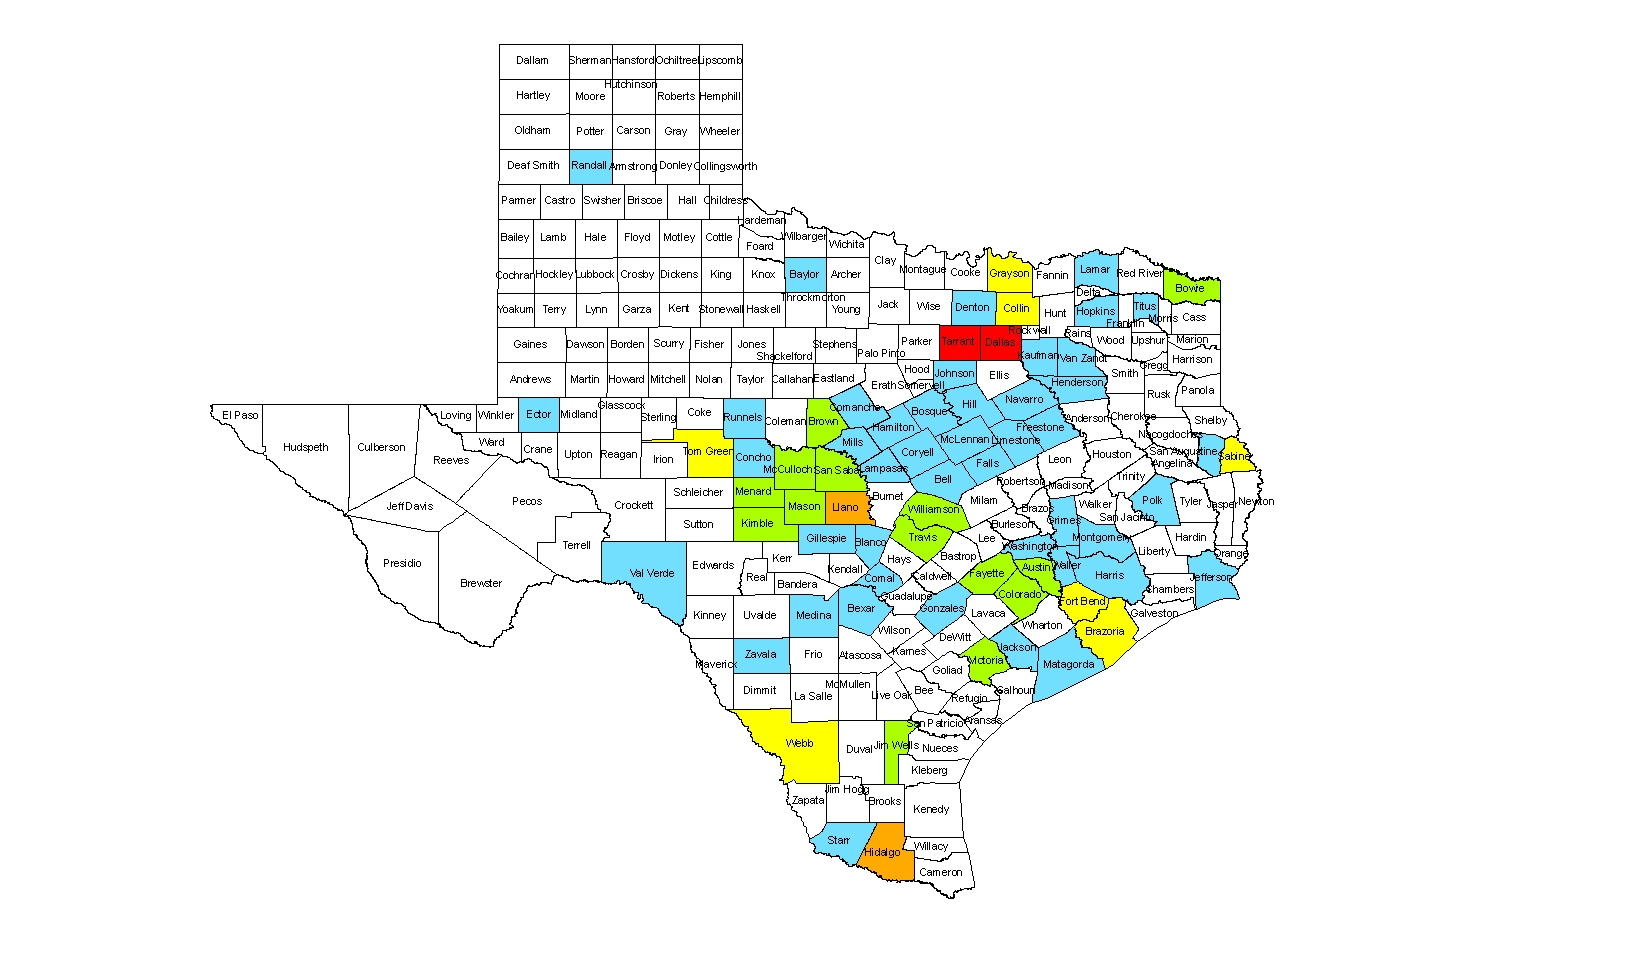 Dallam Sherman Hansford Ochiltree Lipscomb
Hutchinson
Hartley Moore Roberts Hemphill
Oldham Potter Carson Gray Wheeler
Deaf Smith Randall Armstrong Donley Collingsworth
Parmer Castro Swisher Briscoe Hall Childress
Hardeman
Bailey Lamb Hale Floyd Motley Cottle Foard Wilbarger Wichita
Clay Montague Cooke Grayson Fannin Lamar Red River Bowie
Cochran Hockley Lubbock Crosby Dickens King Knox Baylor Archer
Delta
Throckmorton
Yoakum Terry Lynn Garza Kent Stonewall Haskell Young Jack Wise Denton Collin Hunt Hopkins Titus Morris Cass
Franklin
Rockwall Rains
Gaines Dawson Borden Scurry Fisher Jones Shackelford Stephens Palo Pinto Parker Tarrant Dallas Kaufman Van Zandt Wood Upshur Marion
Gregg Harrison
Andrews Martin Howard Mitchell Nolan Taylor Callahan Eastland Erath Hood Somervell Johnson Ellis Henderson Smith Rusk Panola
El Paso Hudspeth Culberson Loving Winkler Ector Midland Glasscock Sterling Coke Runnels Coleman Brown Comanche Hamilton Bosque Hill Navarro Freestone Anderson Cherokee Nacogdoches Shelby
Reeves Ward Crane Upton Reagan Irion Tom Green Concho McCulloch San Saba Mills Lampasas Coryell McLennan Limestone Falls Bell Leon Houston Trinity Angelina San Augustine Sabine
Jeff Davis Pecos Crockett Schleicher Menard Mason Llano Burnet Williamson Milam Robertson Madison Brazos Walker Polk Tyler Jasper Newton
Sutton Kimble Travis Burleson Lee Grimes San Jacinto Montgomery Hardin
Presidio Brewster Terrell Val Verde Edwards Kerr Gillespie Blanco Hays Bastrop Washington Waller Liberty Orange
Real Bandera Kendall Comal Caldwell Fayette Austin Harris Jefferson
Chambers
Kinney Uvalde Medina Bexar Guadalupe Gonzales Lavaca Colorado Fort Bend Galveston
Wharton Brazoria
Maverick Zavala Frio Atascosa Wilson Karnes DeWitt Victoria Jackson Matagorda
Goliad
Dimmit La Salle McMullen Live Oak Bee Refugio Calhoun
San Patricio Aransas
Webb Duval Jim Wells Nueces
Kleberg
Zapata Jim Hogg Brooks Kenedy
Starr Hidalgo Willacy
Cameron